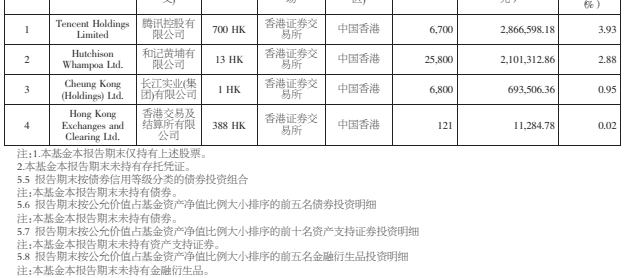 %)
1 Tencent Holdings Limited 腾讯控股有限公司 700 HK 香港证券交易所 中国香港 6,700 2,866,598.18 3.93
2 Hutchison Whampoa Ltd. 和记黄埔有限公司 13 HK 香港证券交易所 中国香港 25,800 2,101,312.86 2.88
3 Cheung Kong (Holdings) Ltd. 长江实业(集团)有限公司 1 HK 香港证券交易所 中国香港 6,800 693,506.36 0.95
4 Hong Kong Exchanges and Clearing Ltd. 香港交易及结算所有限公司 388 HK 香港证券交易所 中国香港 121 11,284.78 0.02
注:1.本基金本报告期末仅持有上述股票。
2.本基金本报告期末未持有存托凭证。
5.5 报告期末按债券信用等级分类的债券投资组合
注:本基金本报告期末未持有债券。
5.6 报告期末按公允价值占基金资产净值比例大小排序的前五名债券投资明细
注:本基金本报告期末未持有债券。
5.7 报告期末按公允价值占基金资产净值比例大小排序的前十名资产支持证券投资明细
注:本基金本报告期末未持有资产支持证券。
5.8 报告期末按公允价值占基金资产净值比例大小排序的前五名金融衍生品投资明细
注:本基金本报告期末未持有金融衍生品。